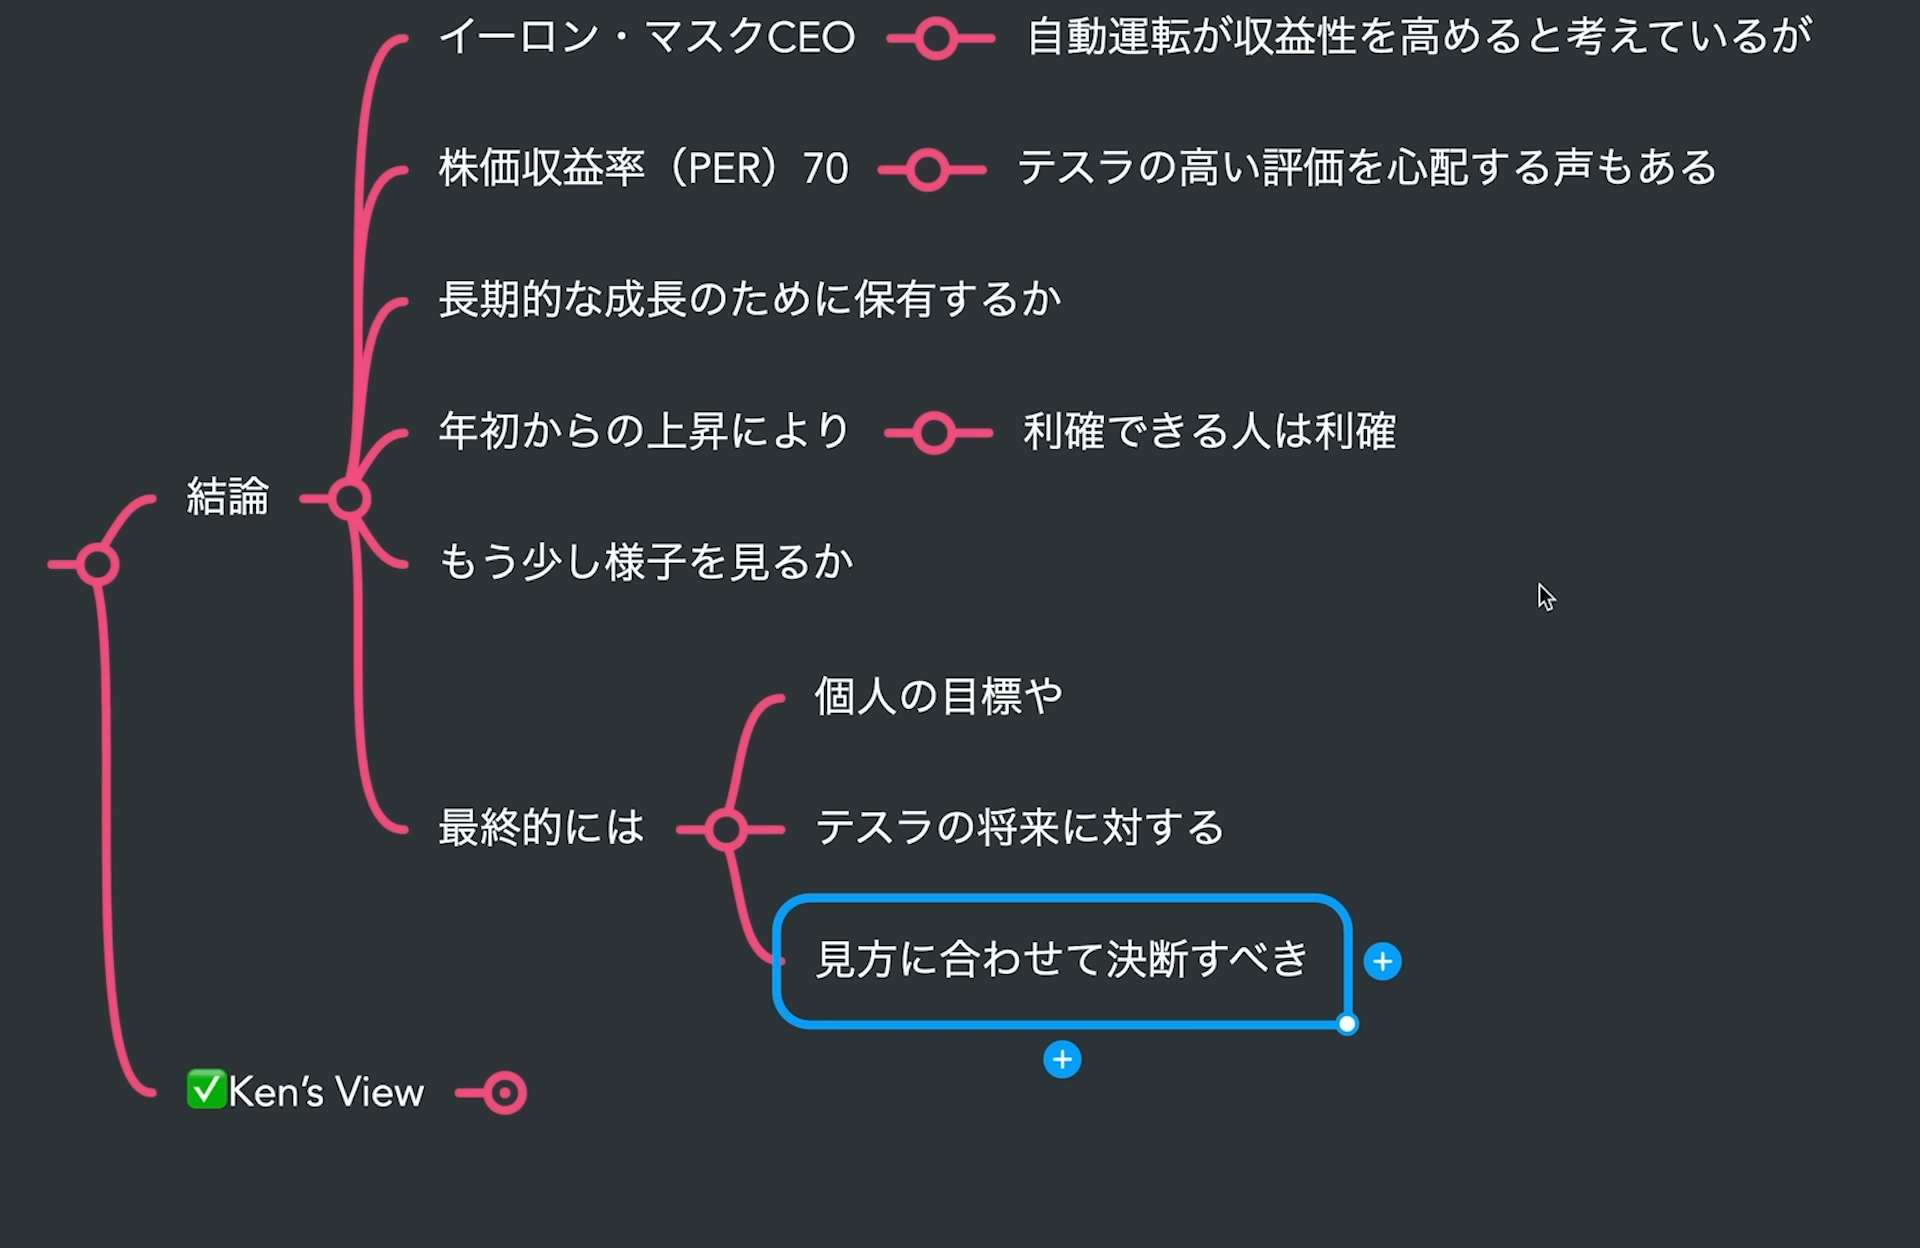 イーロン・マスクCEO
自動運転が収益性を高めると考えているが
株価収益率（PER）70
テスラの高い評価を心配する声もある
長期的な成長のために保有するか
年初からの上昇により
利確できる人は利確
結論
もう少し様子を見るか
個人の目標や
最終的には
テスラの将来に対する
見方に合わせて決断すべき
✅Ken’s View